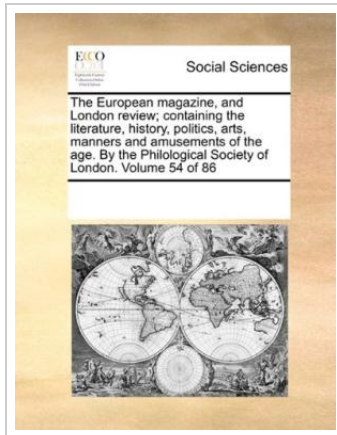 ECCO
Social Sciences
The European magazine, and
London review; containing the
literature, history, politics, arts,
manners and amusements of the
age. By the Philological Society of
London. Volume 54 of 86